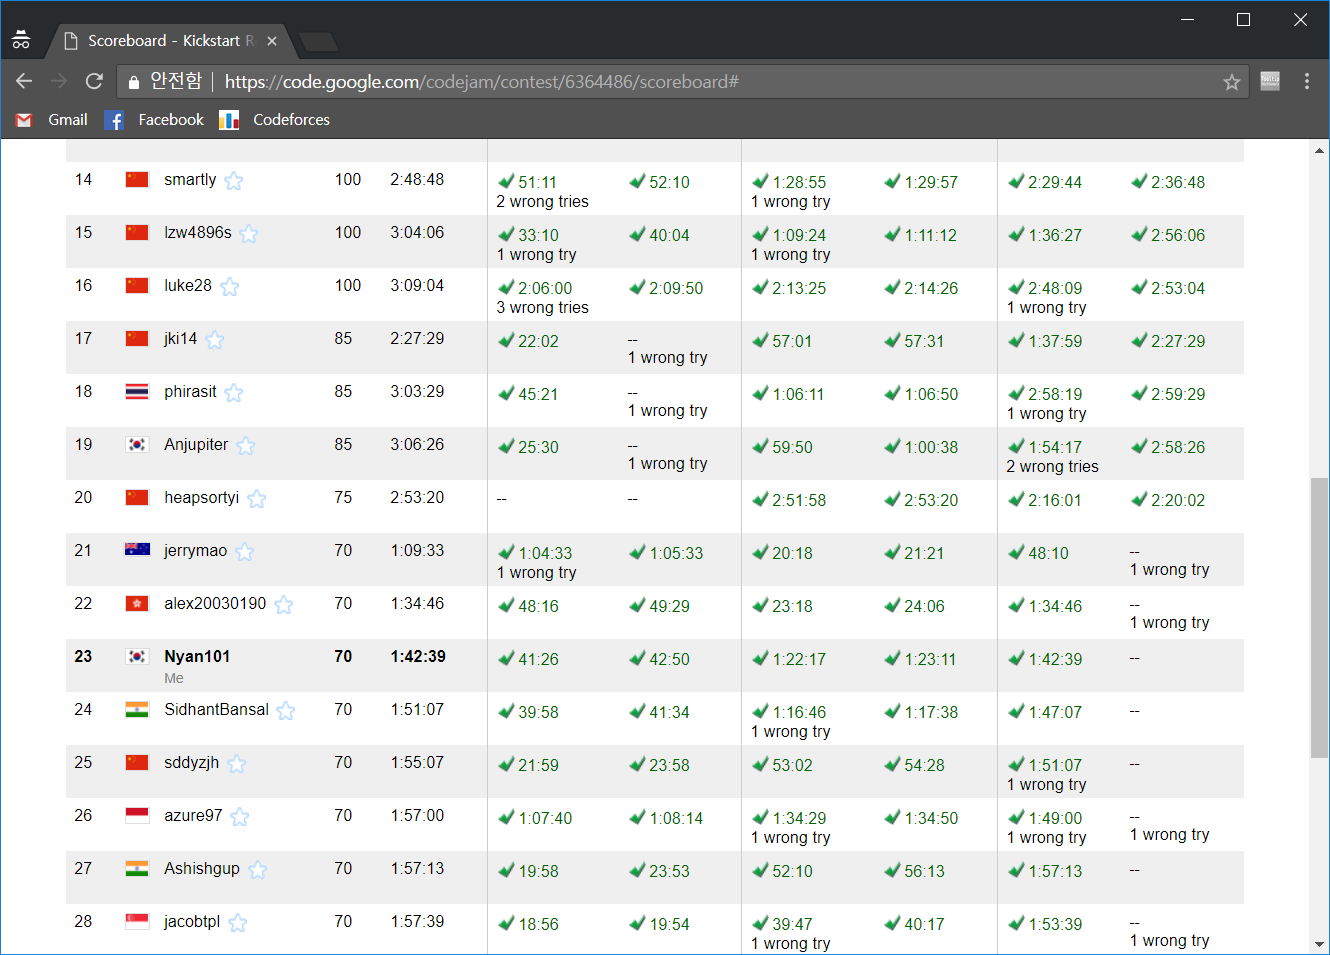 Scoreboard - Kickstart R
안전함 | https://code.google.com/codejam/contest/6364486/scoreboard#
Gmail Facebook Codeforces
14 smartly 100 2:48:48 51:11 52:10 1:28:55 1:29:57 2:29:44 2:36:48
2 wrong tries 1 wrong try
15 lzw4896s 100 3:04:06 33:10 40:04 1:09:24 1:11:12 1:36:27 2:56:06
1 wrong try 1 wrong try
16 luke28 100 3:09:04 2:06:00 2:09:50 2:13:25 2:14:26 2:48:09 2:53:04
3 wrong tries 1 wrong try
17 jki14 85 2:27:29 22:02 -- 57:01 57:31 1:37:59 2:27:29
1 wrong try
18 phirasit 85 3:03:29 45:21 -- 1:06:11 1:06:50 2:58:19 2:59:29
1 wrong try 1 wrong try
19 Anjupiter 85 3:06:26 25:30 -- 59:50 1:00:38 1:54:17 2:58:26
1 wrong try 2 wrong tries
20 heapsortyi 75 2:53:20 -- -- 2:51:58 2:53:20 2:16:01 2:20:02
21 jerrymao 70 1:09:33 1:04:33 1:05:33 20:18 21:21 48:10 --
1 wrong try 1 wrong try
22 alex20030190 70 1:34:46 48:16 49:29 23:18 24:06 1:34:46 --
1 wrong try
23 Nyan101 70 1:42:39 41:26 42:50 1:22:17 1:23:11 1:42:39 --
Me
24 SidhantBansal 70 1:51:07 39:58 41:34 1:16:46 1:17:38 1:47:07 --
1 wrong try
25 sddyzjh 70 1:55:07 21:59 23:58 53:02 54:28 1:51:07 --
1 wrong try
26 azure97 70 1:57:00 1:07:40 1:08:14 1:34:29 1:34:50 1:49:00 --
1 wrong try 1 wrong try 1 wrong try
27 Ashishgup 70 1:57:13 19:58 23:53 52:10 56:13 1:57:13 --
28 jacobtpl 70 1:57:39 18:56 19:54 39:47 40:17 1:53:39 --
1 wrong try 1 wrong try